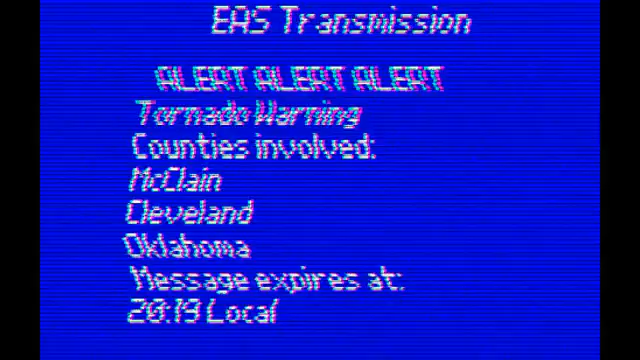 EAS Transmission
ALERT ALERT ALERT
Tornado Warning
Counties involved:
McClain
Cleveland
Oklahoma
Message expires at:
20:19 Local